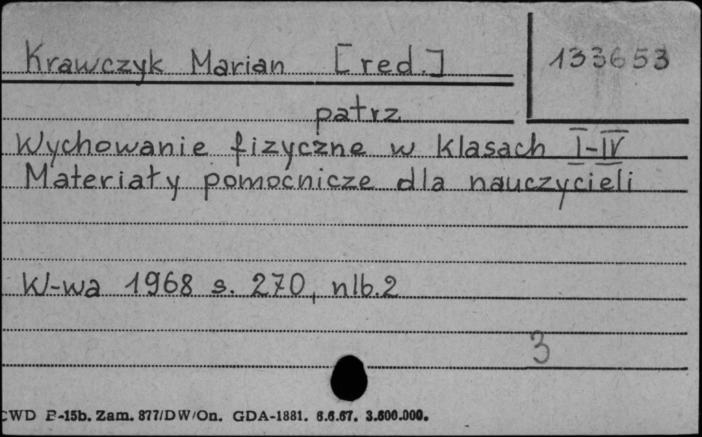 Krawczyk Marian [red.] 133653
patrz
Wychowanie fizyczne w klasach I-IV
Materiały pomocnicze dla nauczycieli
W-wa 1968 s. 270, nlb.2
3
CWD P-15b. Zam. 877/DW/On. GDA-1881. 6.6.67. 3.600.000.